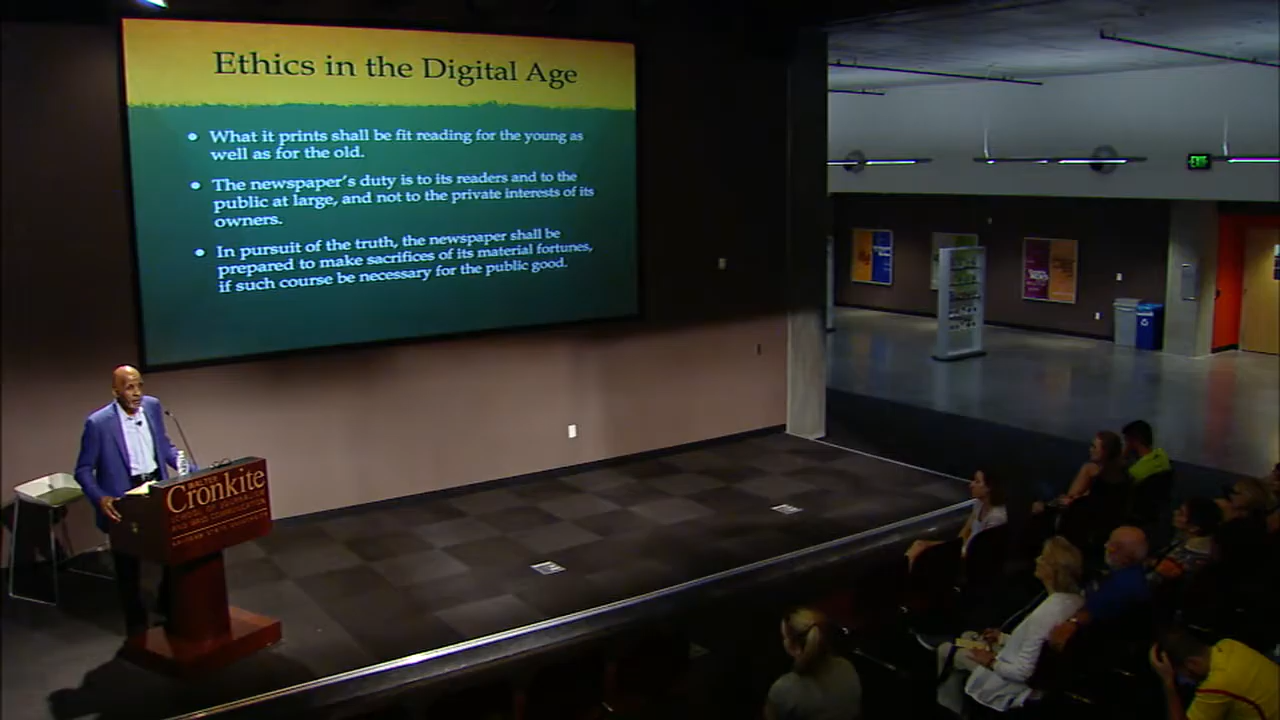 Ethics in the Digital Age
• What it prints shall be fit reading for the young as
well as for the old.
• The newspaper's duty is to its readers and to the
public at large, and not to the private interests of its
owners.
• In pursuit of the truth, the newspaper shall be
prepared to make sacrifices of its material fortunes,
if such course be necessary for the public good.
EXIT
WALTER
Cronkite
SCHOOL OF JOURNALISM
AND MASS COMMUNICATION
ARIZONA STATE UNIVERSITY